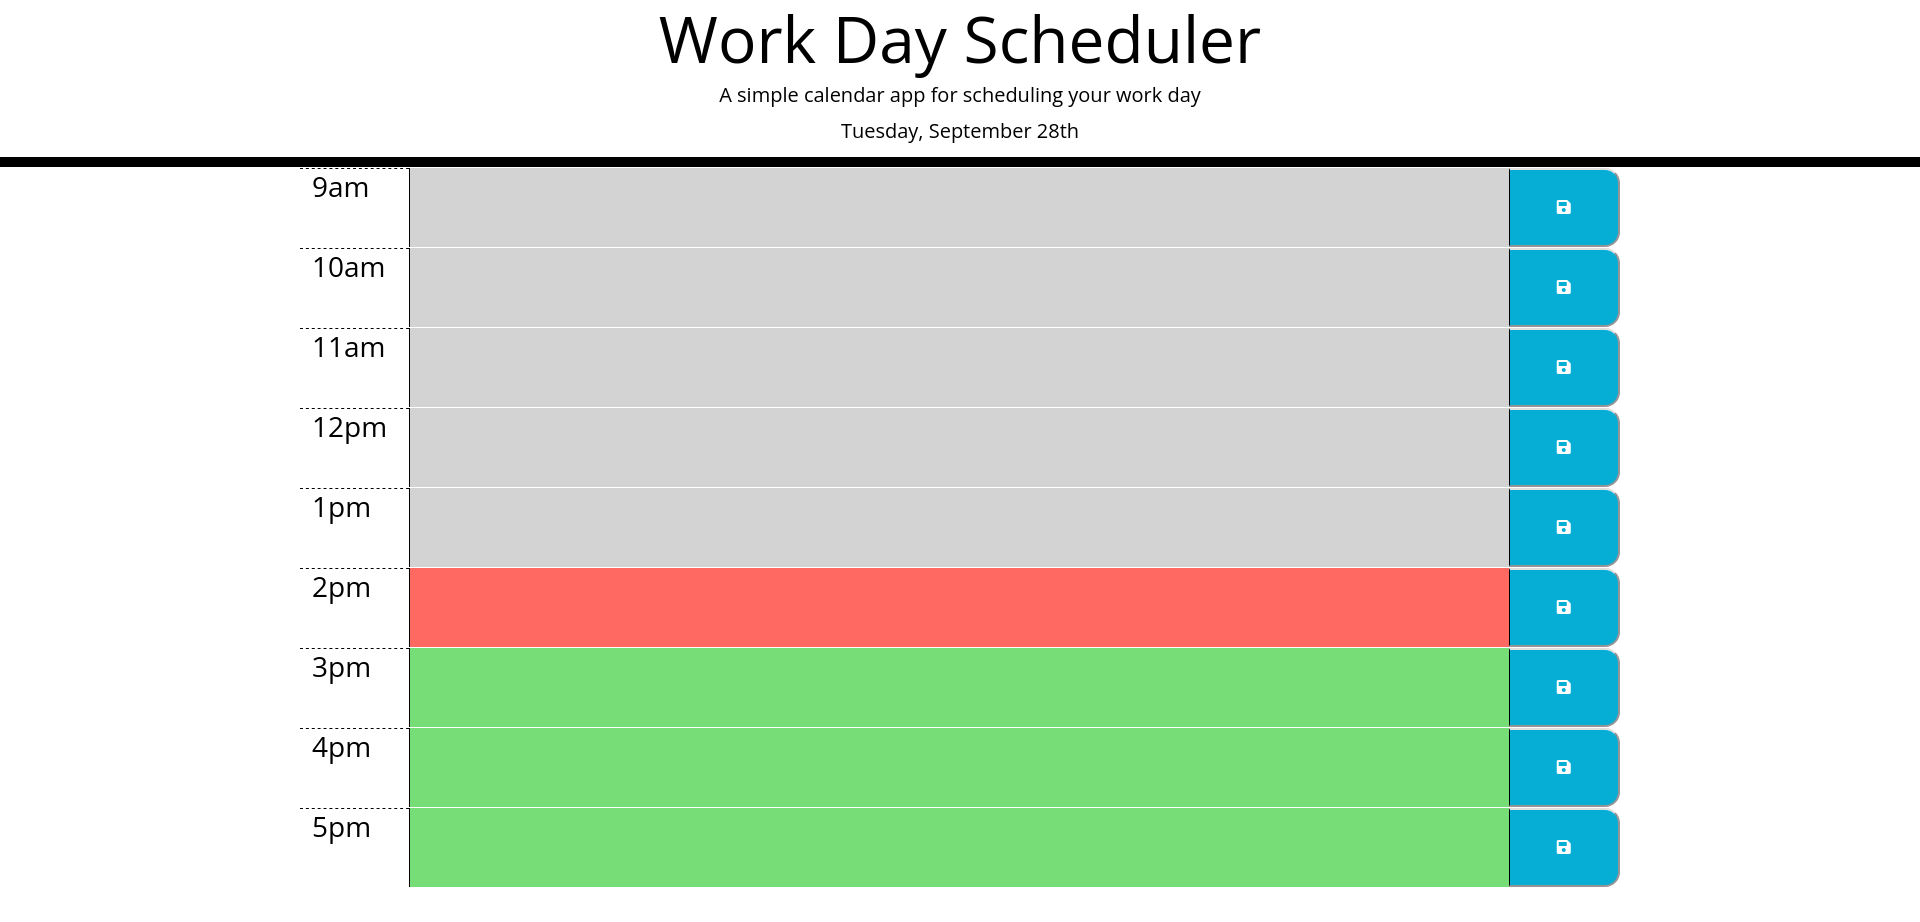 Work Day Scheduler
A simple calendar app for scheduling your work day
Tuesday, September 28th
9am
10am
11am
12pm
1pm
2pm
3pm
4pm
5pm